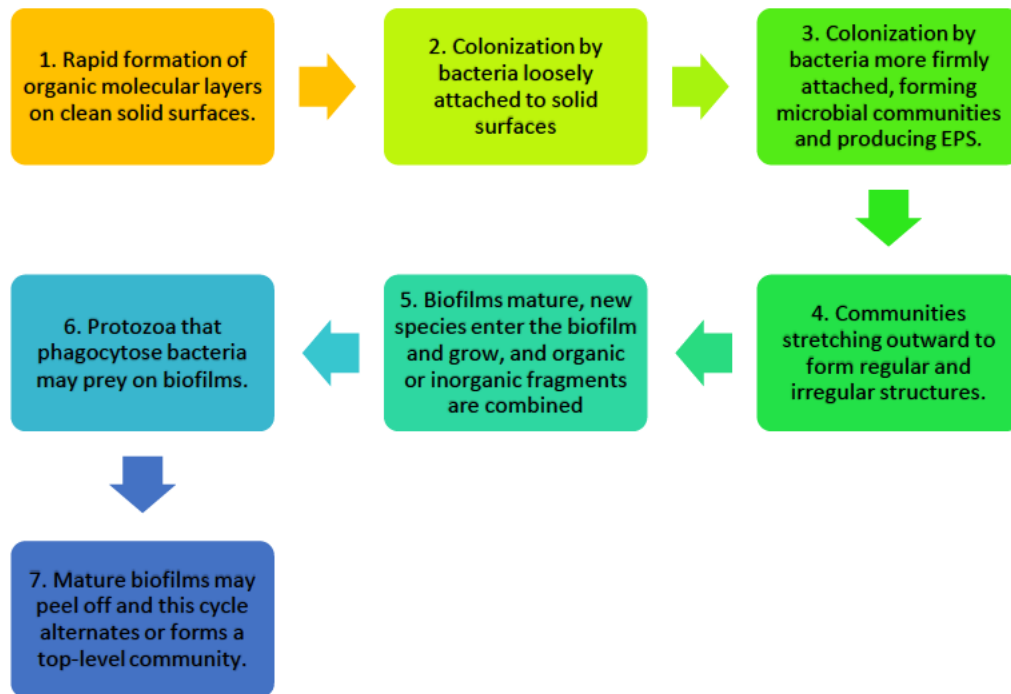 1. Rapid formation of
organic molecular layers
on clean solid surfaces.
2. Colonization by
bacteria loosely
attached to solid
surfaces
3. Colonization by
bacteria more firmly
attached, forming
microbial communities
and producing EPS.
4. Communities
stretching outward to
form regular and
irregular structures.
5. Biofilms mature, new
species enter the biofilm
and grow, and organic
or inorganic fragments
are combined
6. Protozoa that
phagocytose bacteria
may prey on biofilms.
7. Mature biofilms may
peel off and this cycle
alternates or forms a
top-level community.